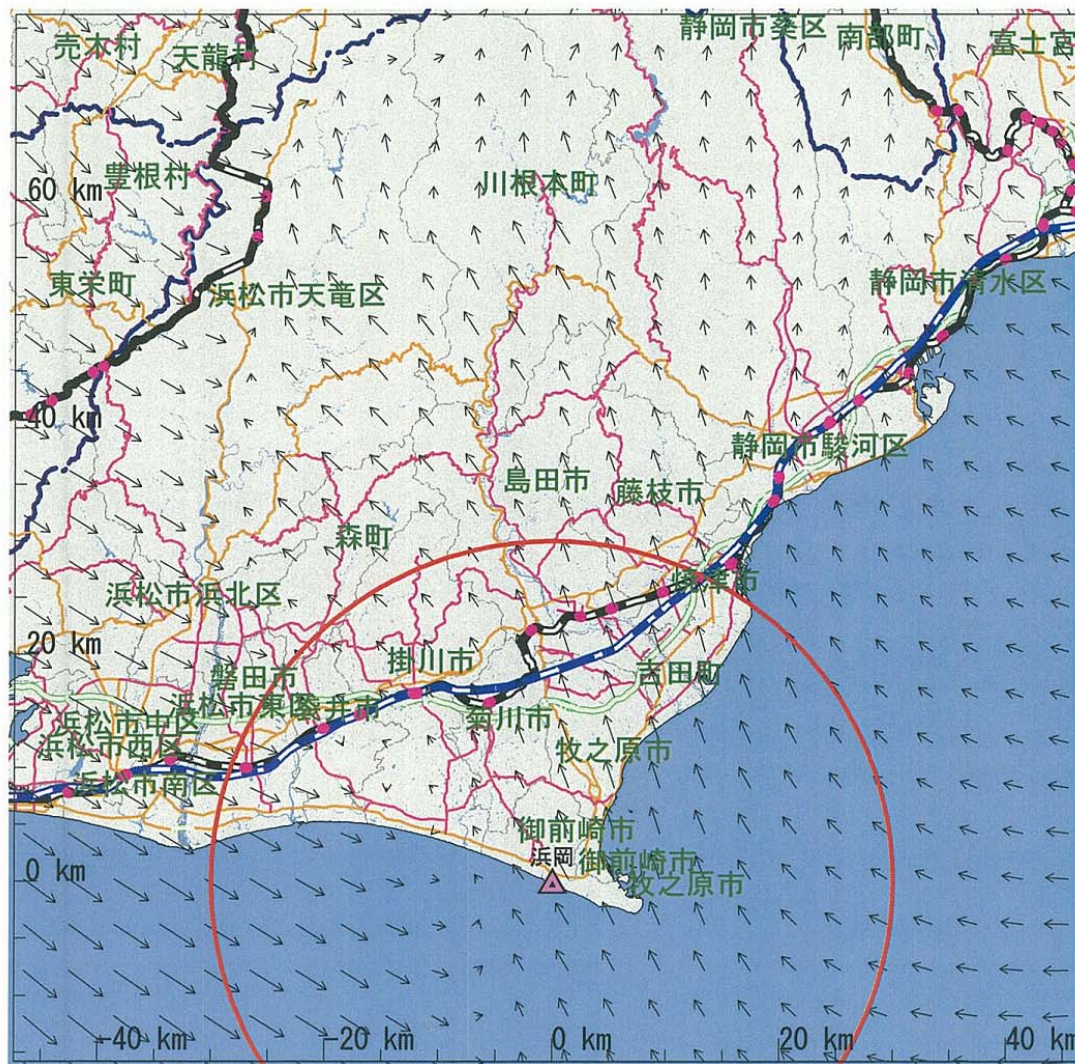 売木村
天龍村
静岡市葵区
南部町
富士宮
豊根村
60 km
川根本町
東栄町
浜松市天竜区
静岡市清水区
40 km
静岡市駿河区
島田市
藤枝市
森町
焼津市
浜松市浜北区
20 km
掛川市
磐田市
吉田町
浜松市東区
袋井市
菊川市
浜松市中区
浜松市西区
牧之原市
浜松市南区
御前崎市
浜岡
御前崎市
0 km
牧之原市
-40 km
-20 km
0 km
20 km
40 km